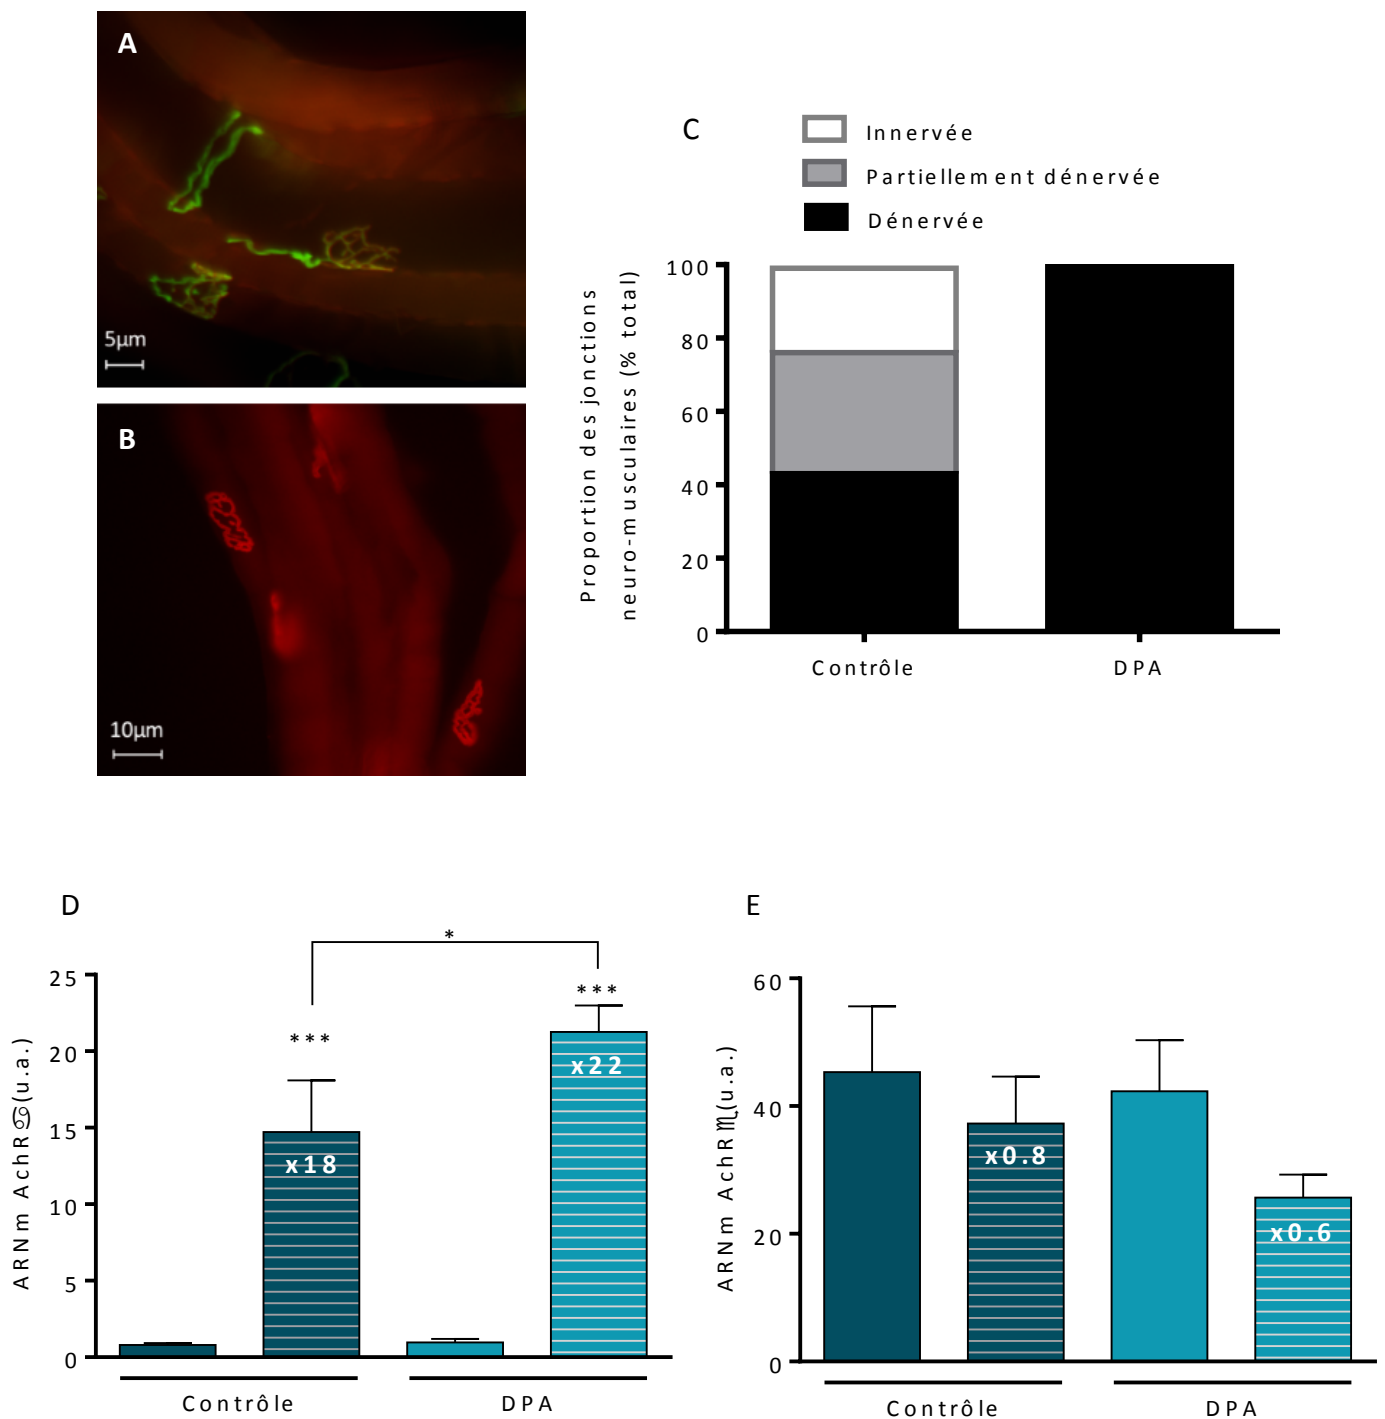 A
5µm
B
10µm
C
Innervée
Partiellement dénervée
Dénervée
Proportion des jonctions
neuro-musculaires (% total)
100
80
60
40
20
0
Contrôle
DPA
D
*
***
***
ARNm AchR♋(u.a.)
25
20
15
10
5
0
x18
x22
Contrôle
DPA
E
ARNm AchR♏(u.a.)
60
40
20
0
x0.8
x0.6
Contrôle
DPA